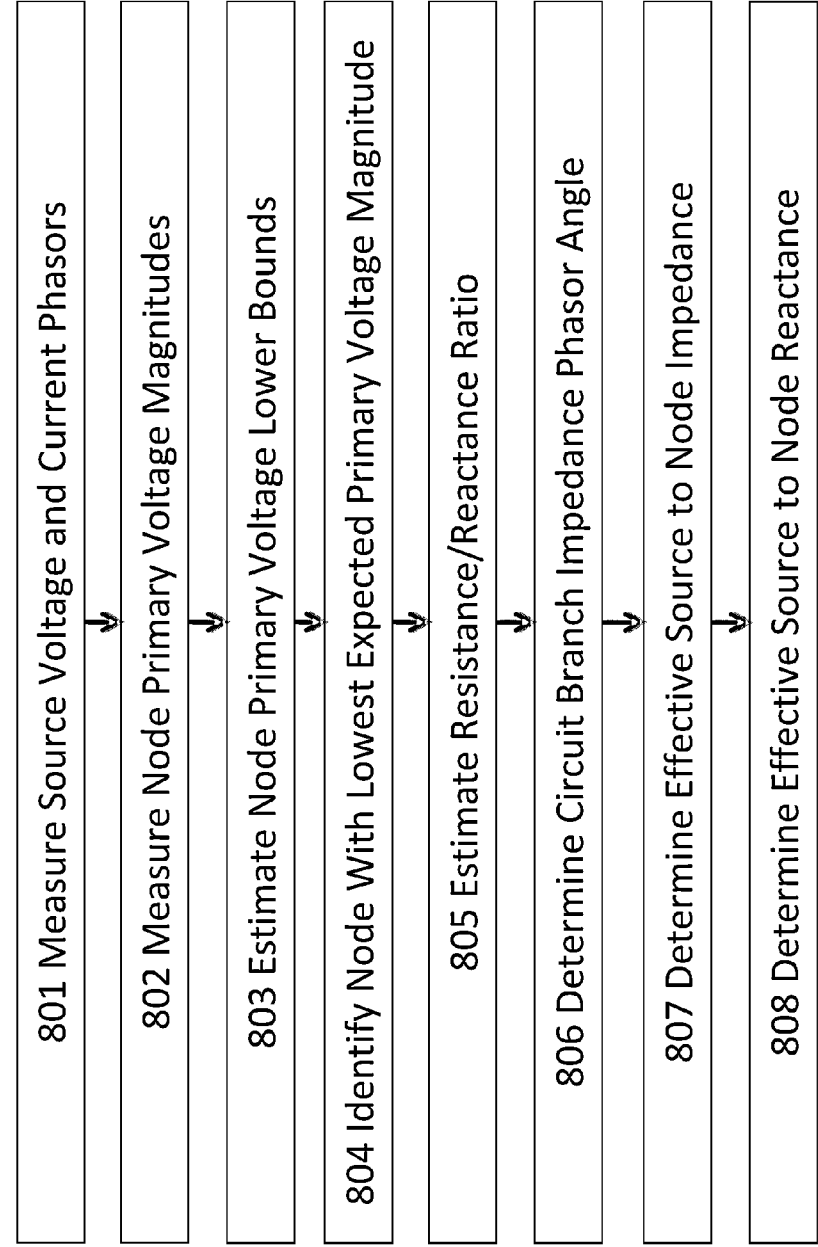 801 Measure Source Voltage and Current Phasors
802 Measure Node Primary Voltage Magnitudes
803 Estimate Node Primary Voltage Lower Bounds
804 Identify Node With Lowest Expected Primary Voltage Magnitude
805 Estimate Resistance/Reactance Ratio
806 Determine Circuit Branch Impedance Phasor Angle
807 Determine Effective Source to Node Impedance
808 Determine Effective Source to Node Reactance